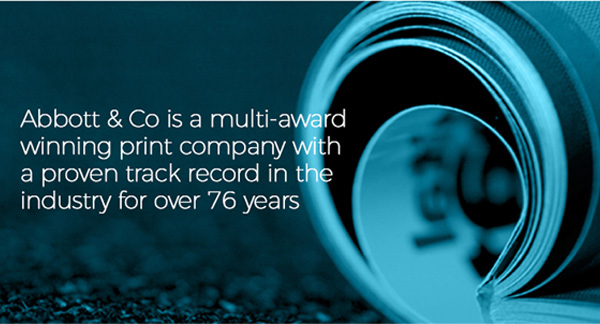 Abbott & Co is a multi-award
winning print company with
a proven track record in the
industry for over 76 years